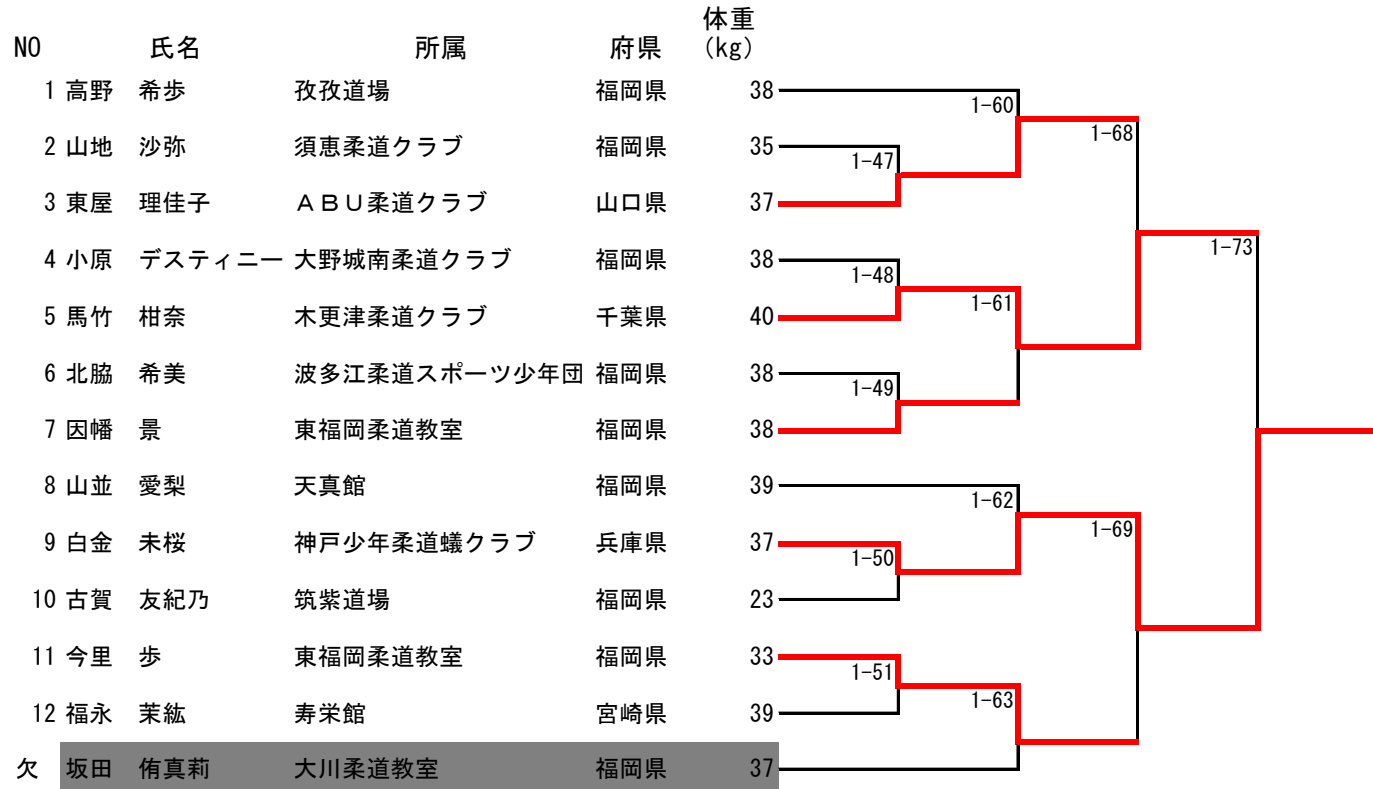 NO 氏名 所属 府県 体重(kg)
1 高野 希歩 孜孜道場 福岡県 38
1-60
1-68
2 山地 沙弥 須恵柔道クラブ 福岡県 35
1-47
3 東屋 理佳子 ABU柔道クラブ 山口県 37
1-73
4 小原 デスティニー 大野城南柔道クラブ 福岡県 38
1-48
1-61
5 馬竹 柑奈 木更津柔道クラブ 千葉県 40
6 北脇 希美 波多江柔道スポーツ少年団 福岡県 38
1-49
7 因幡 景 東福岡柔道教室 福岡県 38
8 山並 愛梨 天真館 福岡県 39
1-62
1-69
9 白金 未桜 神戸少年柔道蟻クラブ 兵庫県 37
1-50
10 古賀 友紀乃 筑紫道場 福岡県 23
11 今里 歩 東福岡柔道教室 福岡県 33
1-51
1-63
12 福永 茉紘 寿栄館 宮崎県 39
欠 坂田 侑真莉 大川柔道教室 福岡県 37